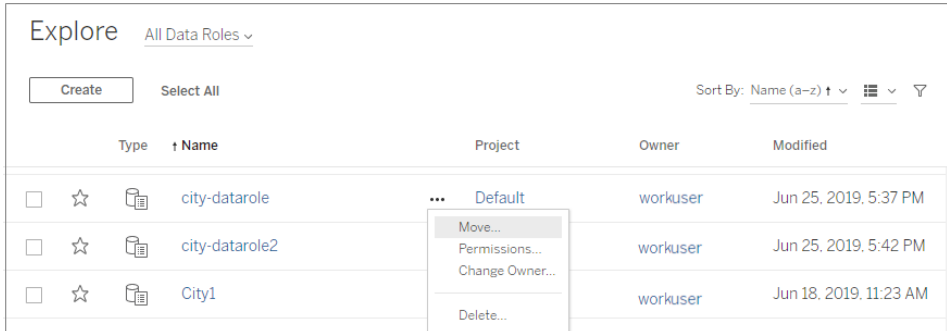 Explore All Data Roles
Create Select All Sort By: Name (a–z)
Type Name Project Owner Modified
city-datarole ... Default workuser Jun 25, 2019, 5:37 PM
Move...
city-datarole2 workuser Jun 25, 2019, 5:42 PM
Permissions...
Change Owner...
City1 workuser Jun 18, 2019, 11:23 AM
Delete...